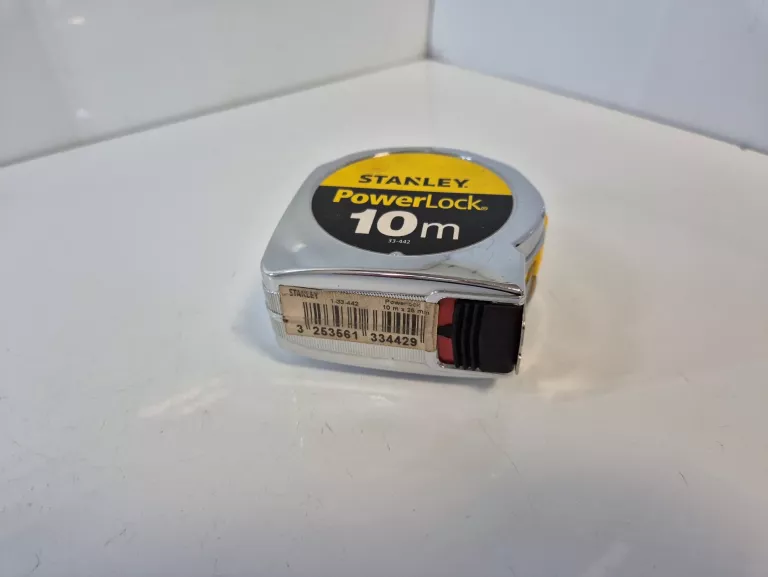 STANLEY®
PowerLock®
10m
33-442
STANLEY 1-33-442 Powerlock
10 m x 25 mm
3 253561 334429